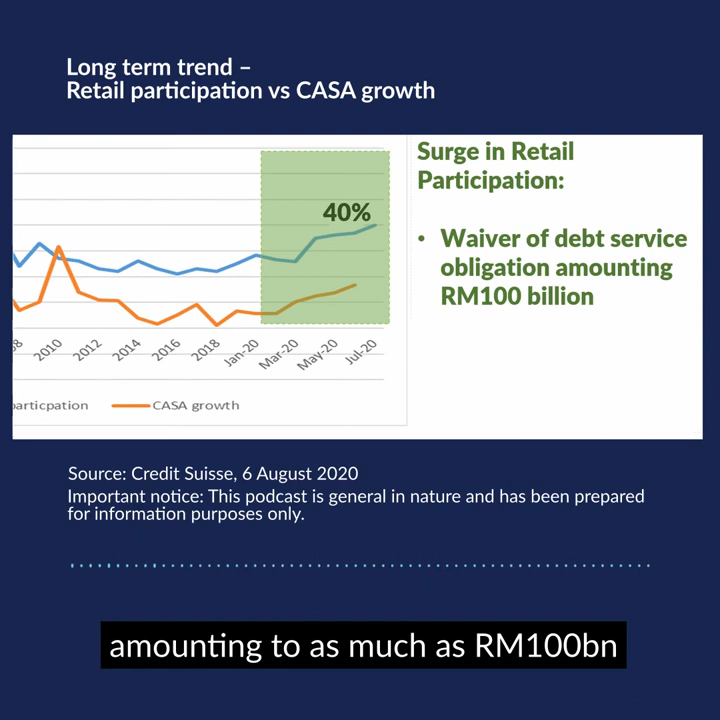 Long term trend –
Retail participation vs CASA growth
Surge in Retail
Participation:
40%
• Waiver of debt service
obligation amounting
RM100 billion
2010 2012 2014 2016 2018 Jan-20 Mar-20 May-20 Jul-20
CASA growth
Source: Credit Suisse, 6 August 2020
Important notice: This podcast is general in nature and has been prepared
for information purposes only.
amounting to as much as RM100bn